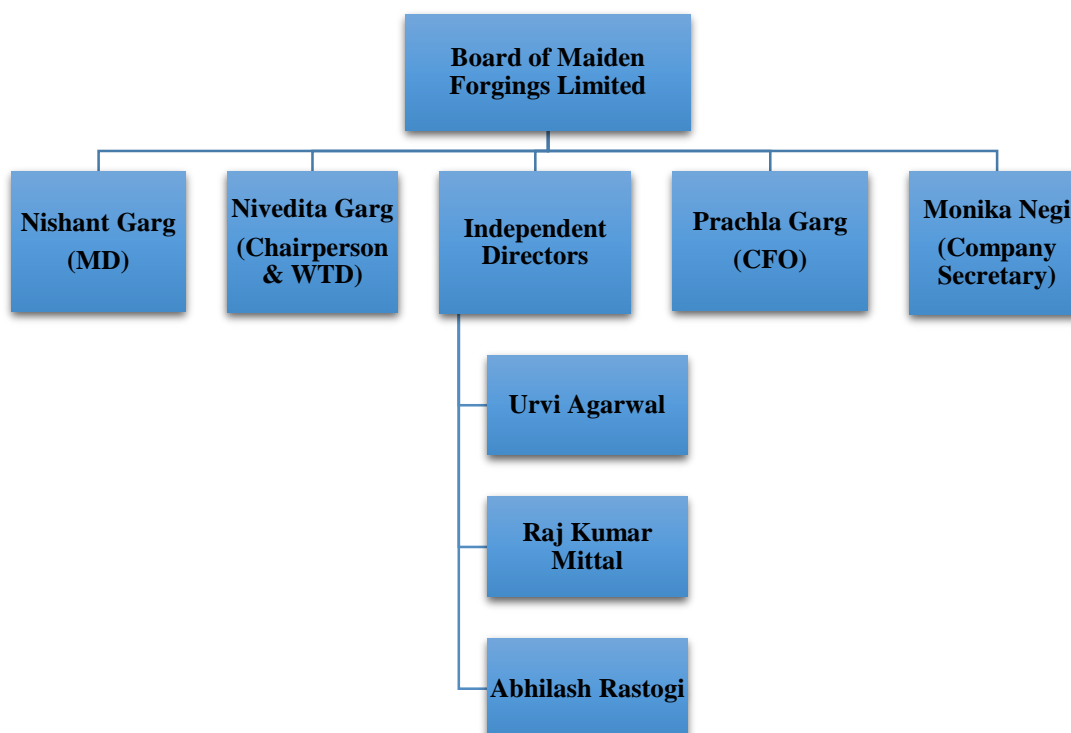 Board of Maiden
Forgings Limited
Nishant Garg
(MD)
Nivedita Garg
(Chairperson
& WTD)
Independent
Directors
Prachla Garg
(CFO)
Monika Negi
(Company
Secretary)
Urvi Agarwal
Raj Kumar
Mittal
Abhilash Rastogi